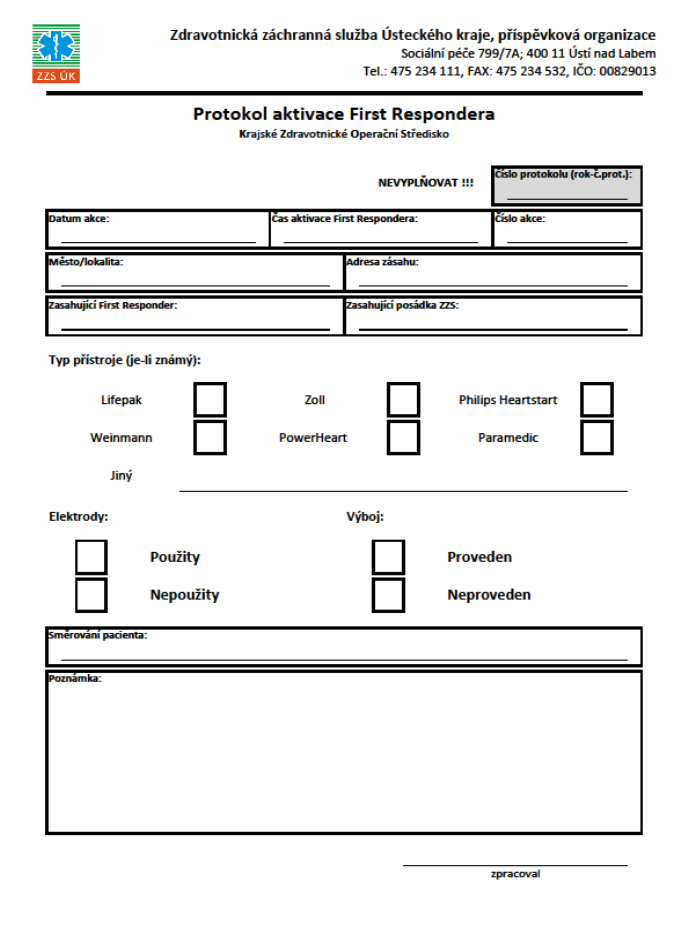 ZZS ÚK
Zdravotnická záchranná služba Ústeckého kraje, příspěvková organizace
Sociální péče 799/7A; 400 11 Ústí nad Labem
Tel.: 475 234 111, FAX: 475 234 532, IČO: 00829013
Protokol aktivace First Respondera
Krajské Zdravotnické Operační Středisko
NEVYPLŇOVAT !!! Číslo protokolu (rok-č.prot.):
Datum akce: Čas aktivace First Respondera: Číslo akce:
Město/lokalita: Adresa zásahu:
Zasahující First Responder: Zasahující posádka ZZS:
Typ přístroje (je-li známý):
Lifepak Zoll Philips Heartstart
Weinmann PowerHeart Paramedic
Jiný
Elektrody: Výboj:
Použity Proveden
Nepoužity Neproveden
Směrování pacienta:
Poznámka:
zpracoval